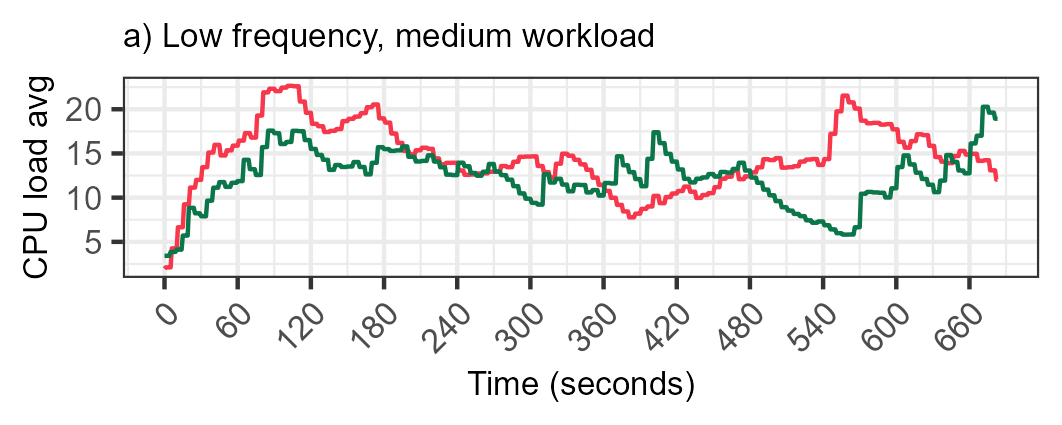 a) Low frequency, medium workload
CPU load avg
20
15
10
5
0 60 120 180 240 300 360 420 480 540 600 660
Time (seconds)